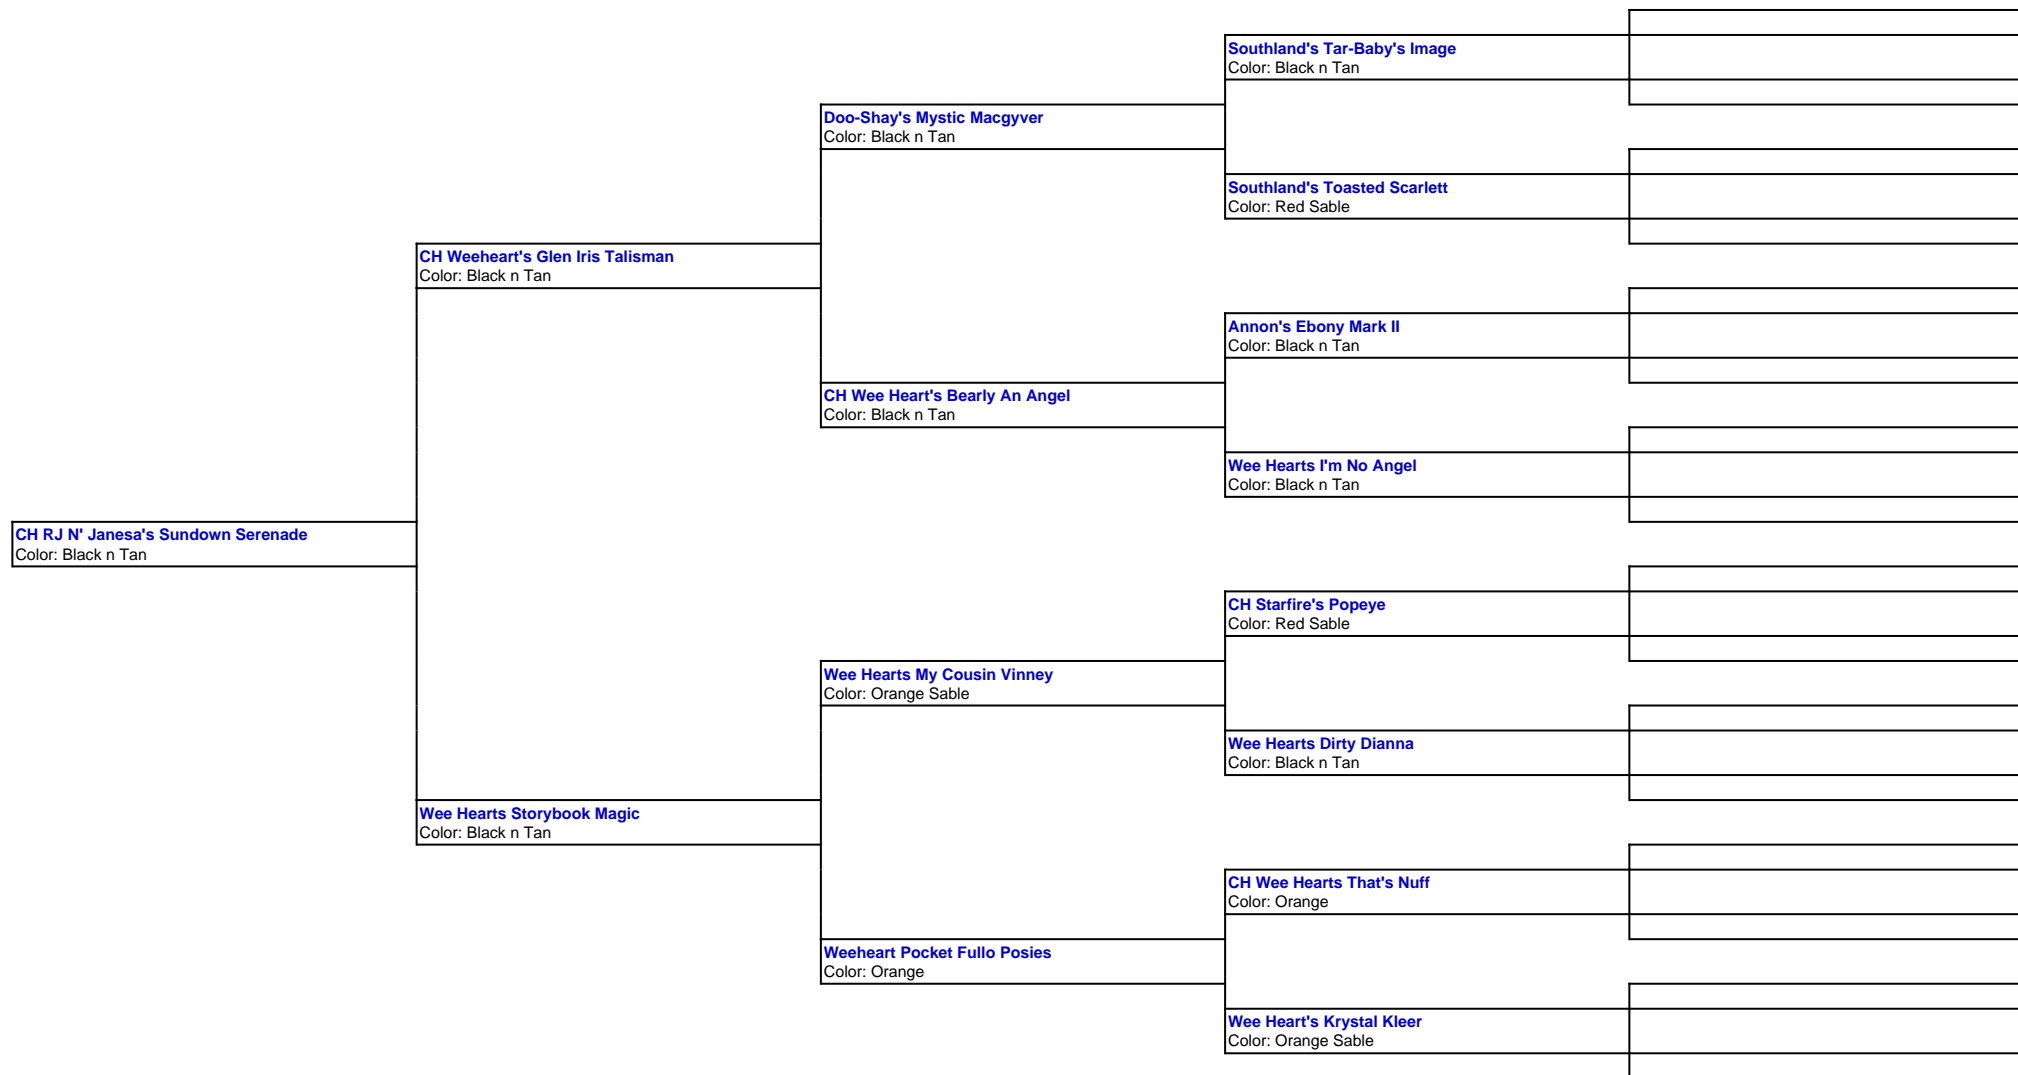 Southland's Tar-Baby's Image
Color: Black n Tan
Doo-Shay's Mystic Macgyver
Color: Black n Tan
Southland's Toasted Scarlett
Color: Red Sable
CH Weeheart's Glen Iris Talisman
Color: Black n Tan
Annon's Ebony Mark II
Color: Black n Tan
CH Wee Heart's Bearly An Angel
Color: Black n Tan
Wee Hearts I'm No Angel
Color: Black n Tan
CH RJ N' Janesa's Sundown Serenade
Color: Black n Tan
CH Starfire's Popeye
Color: Red Sable
Wee Hearts My Cousin Vinney
Color: Orange Sable
Wee Hearts Dirty Dianna
Color: Black n Tan
Wee Hearts Storybook Magic
Color: Black n Tan
CH Wee Hearts That's Nuff
Color: Orange
Weeheart Pocket Fullo Posies
Color: Orange
Wee Heart's Krystal Kleer
Color: Orange Sable